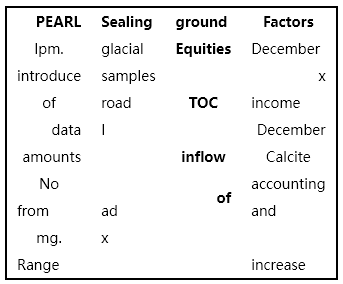 PEARL Sealing ground Factors
lpm. glacial Equities December
introduce samples x
of road TOC income
data I December
amounts inflow Calcite
No of accounting
from ad and
mg. x
Range increase